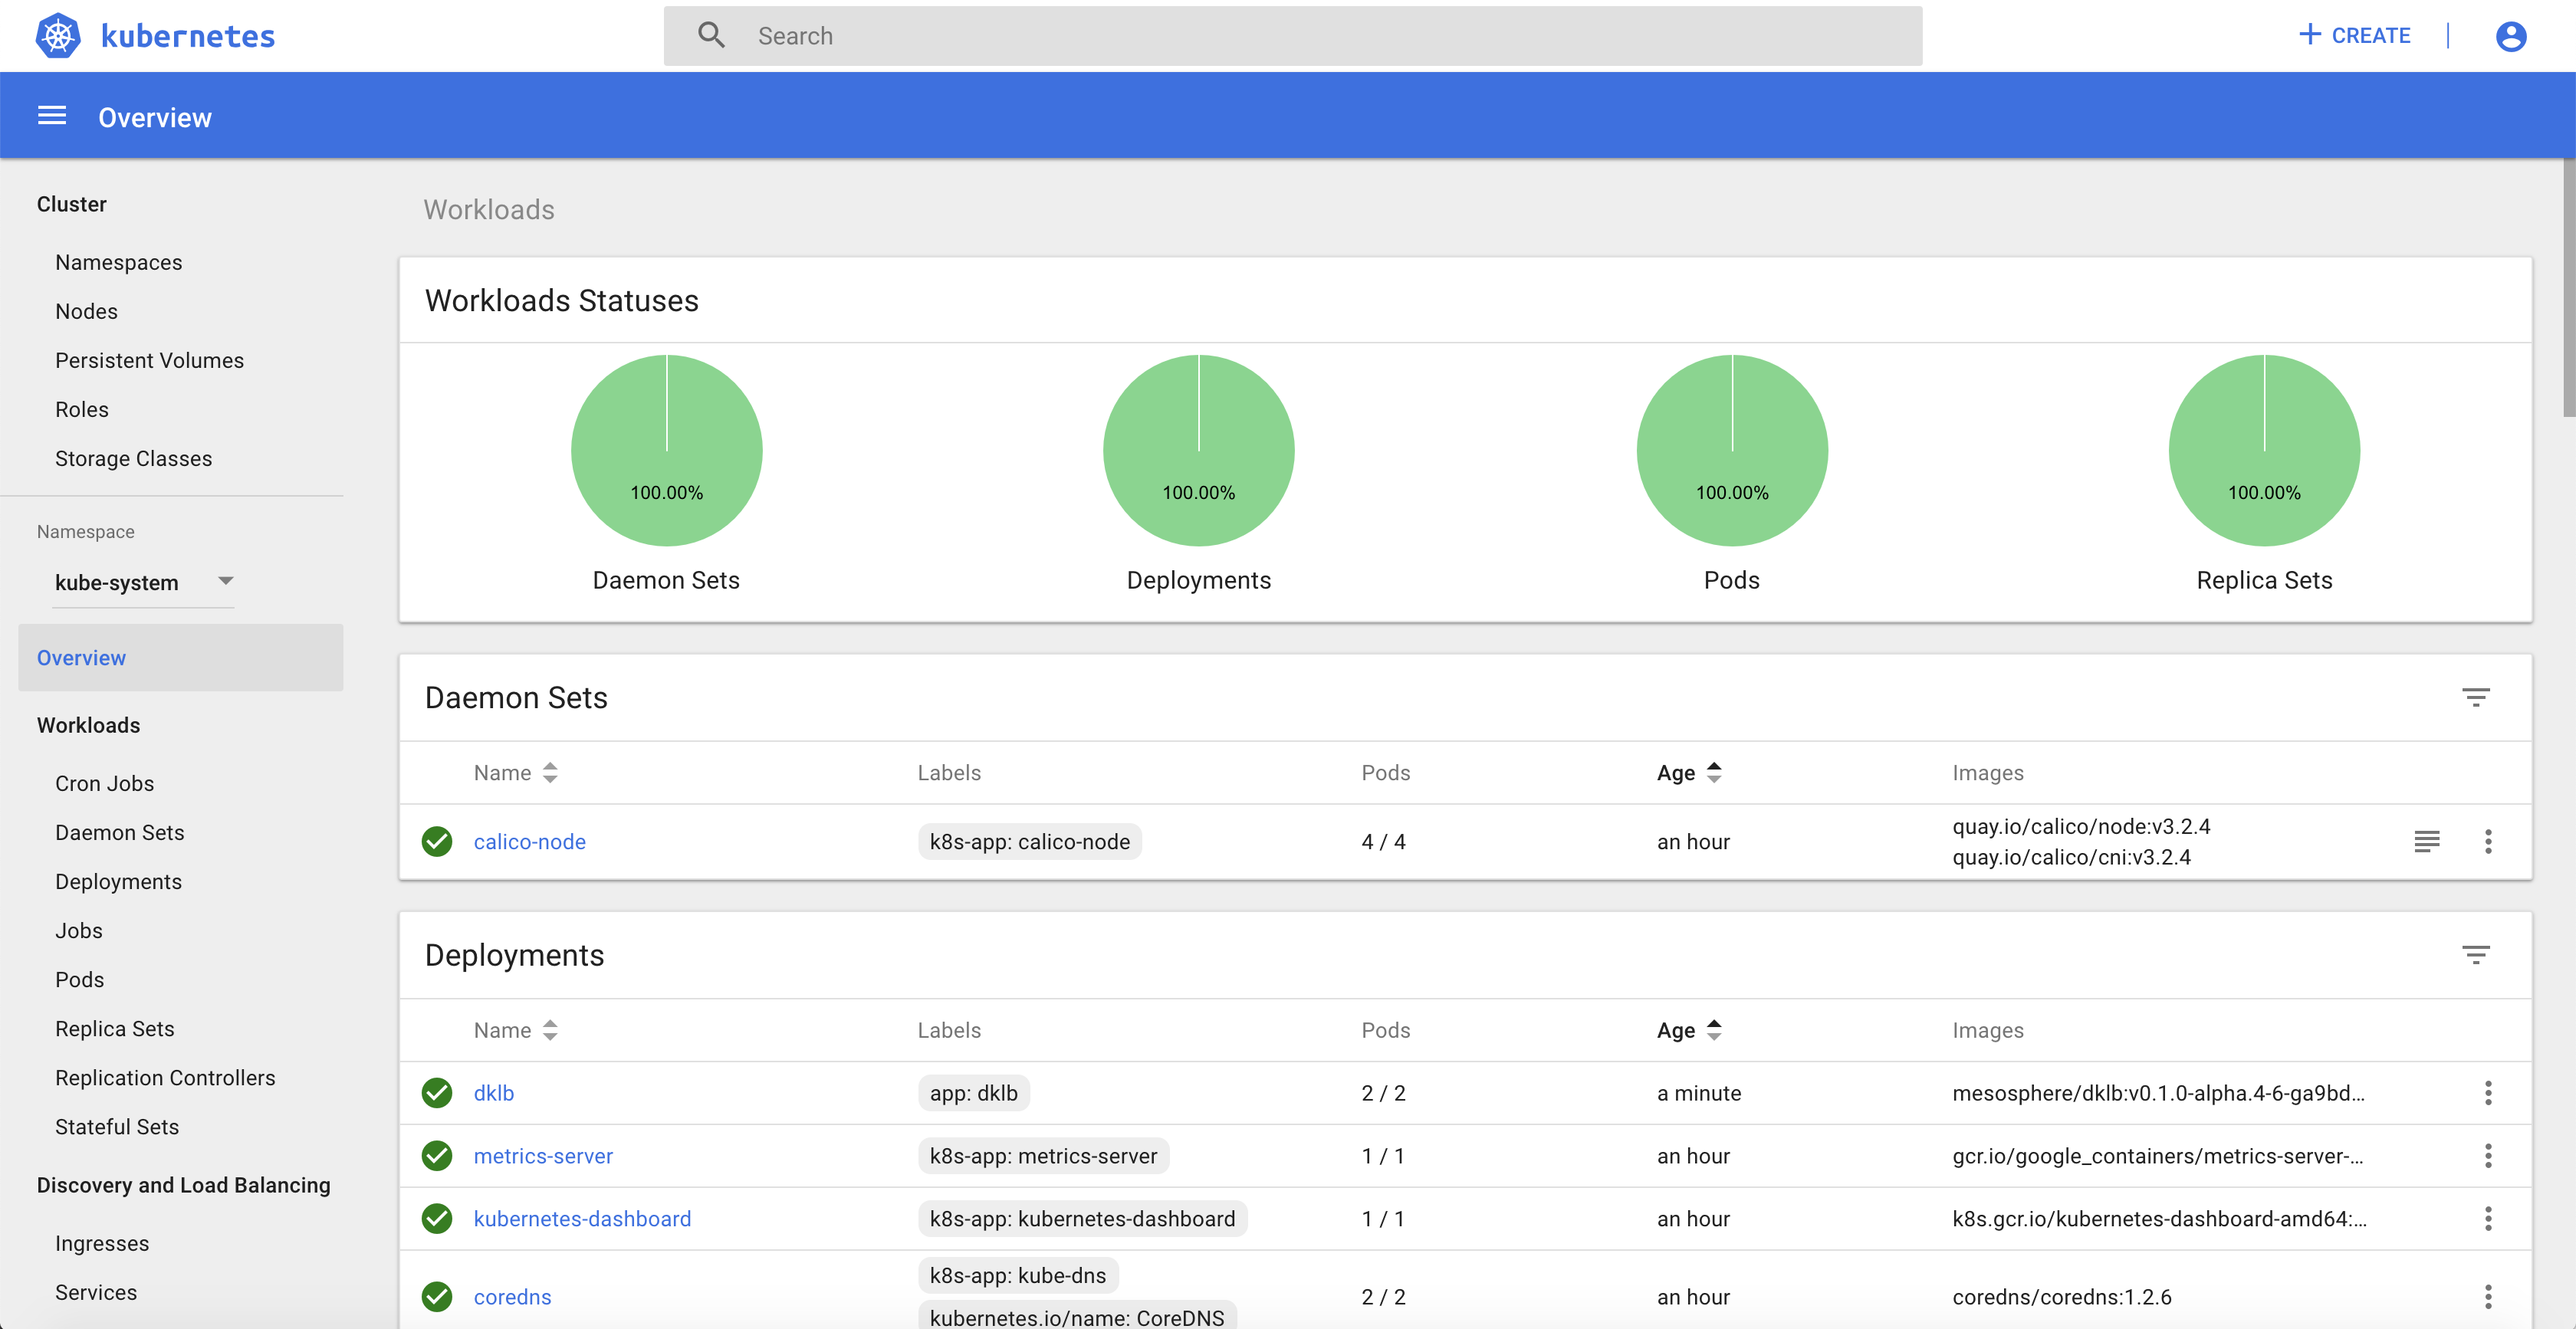 kubernetes
Search
CREATE
Overview
Cluster
Namespaces
Nodes
Persistent Volumes
Roles
Storage Classes
Namespace
kube-system
Overview
Workloads
Cron Jobs
Daemon Sets
Deployments
Jobs
Pods
Replica Sets
Replication Controllers
Stateful Sets
Discovery and Load Balancing
Ingresses
Services
Workloads
Workloads Statuses
100.00% 100.00% 100.00% 100.00%
Daemon Sets Deployments Pods Replica Sets
Daemon Sets
Name Labels Pods Age Images
calico-node k8s-app: calico-node 4 / 4 an hour quay.io/calico/node:v3.2.4
quay.io/calico/cni:v3.2.4
Deployments
Name Labels Pods Age Images
dklb app: dklb 2 / 2 a minute mesosphere/dklb:v0.1.0-alpha.4-6-ga9bd...
metrics-server k8s-app: metrics-server 1 / 1 an hour gcr.io/google_containers/metrics-server-...
kubernetes-dashboard k8s-app: kubernetes-dashboard 1 / 1 an hour k8s.gcr.io/kubernetes-dashboard-amd64:...
k8s-app: kube-dns
coredns 2 / 2 an hour coredns/coredns:1.2.6
kubernetes.io/name: CoreDNS